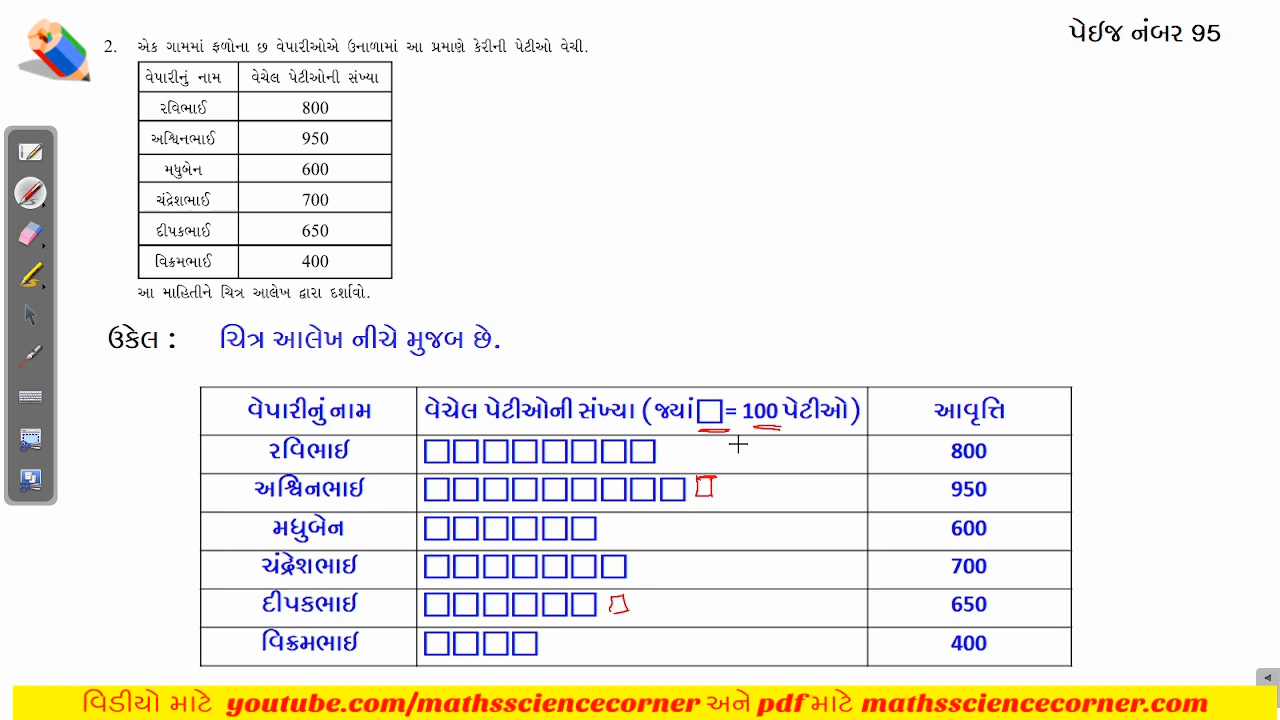 પેઈજ નંબર 95
2. એક ગામમાં ફળોના છ વેપારીઓએ ઉનાળામાં આ પ્રમાણે કેરીની પેટીઓ વેચી.
વેપારીનું નામ વેચેલ પેટીઓની સંખ્યા
રવિભાઈ 800
અશ્વિનભાઈ 950
મધુબેન 600
ચંદ્રેશભાઈ 700
દીપકભાઈ 650
વિક્રમભાઈ 400
આ માહિતીને ચિત્ર આલેખ દ્વારા દર્શાવો.
ઉકેલ : ચિત્ર આલેખ નીચે મુજબ છે.
વેપારીનું નામ વેચેલ પેટીઓની સંખ્યા (જ્યાં □ = 100 પેટીઓ) આવૃત્તિ
રવિભાઈ 800
અશ્વિનભાઈ 950
મધુબેન 600
ચંદ્રેશભાઈ 700
દીપકભાઈ 650
વિક્રમભાઈ 400
વિડીયો માટે youtube.com/mathssciencecorner અને pdf માટે mathssciencecorner.com